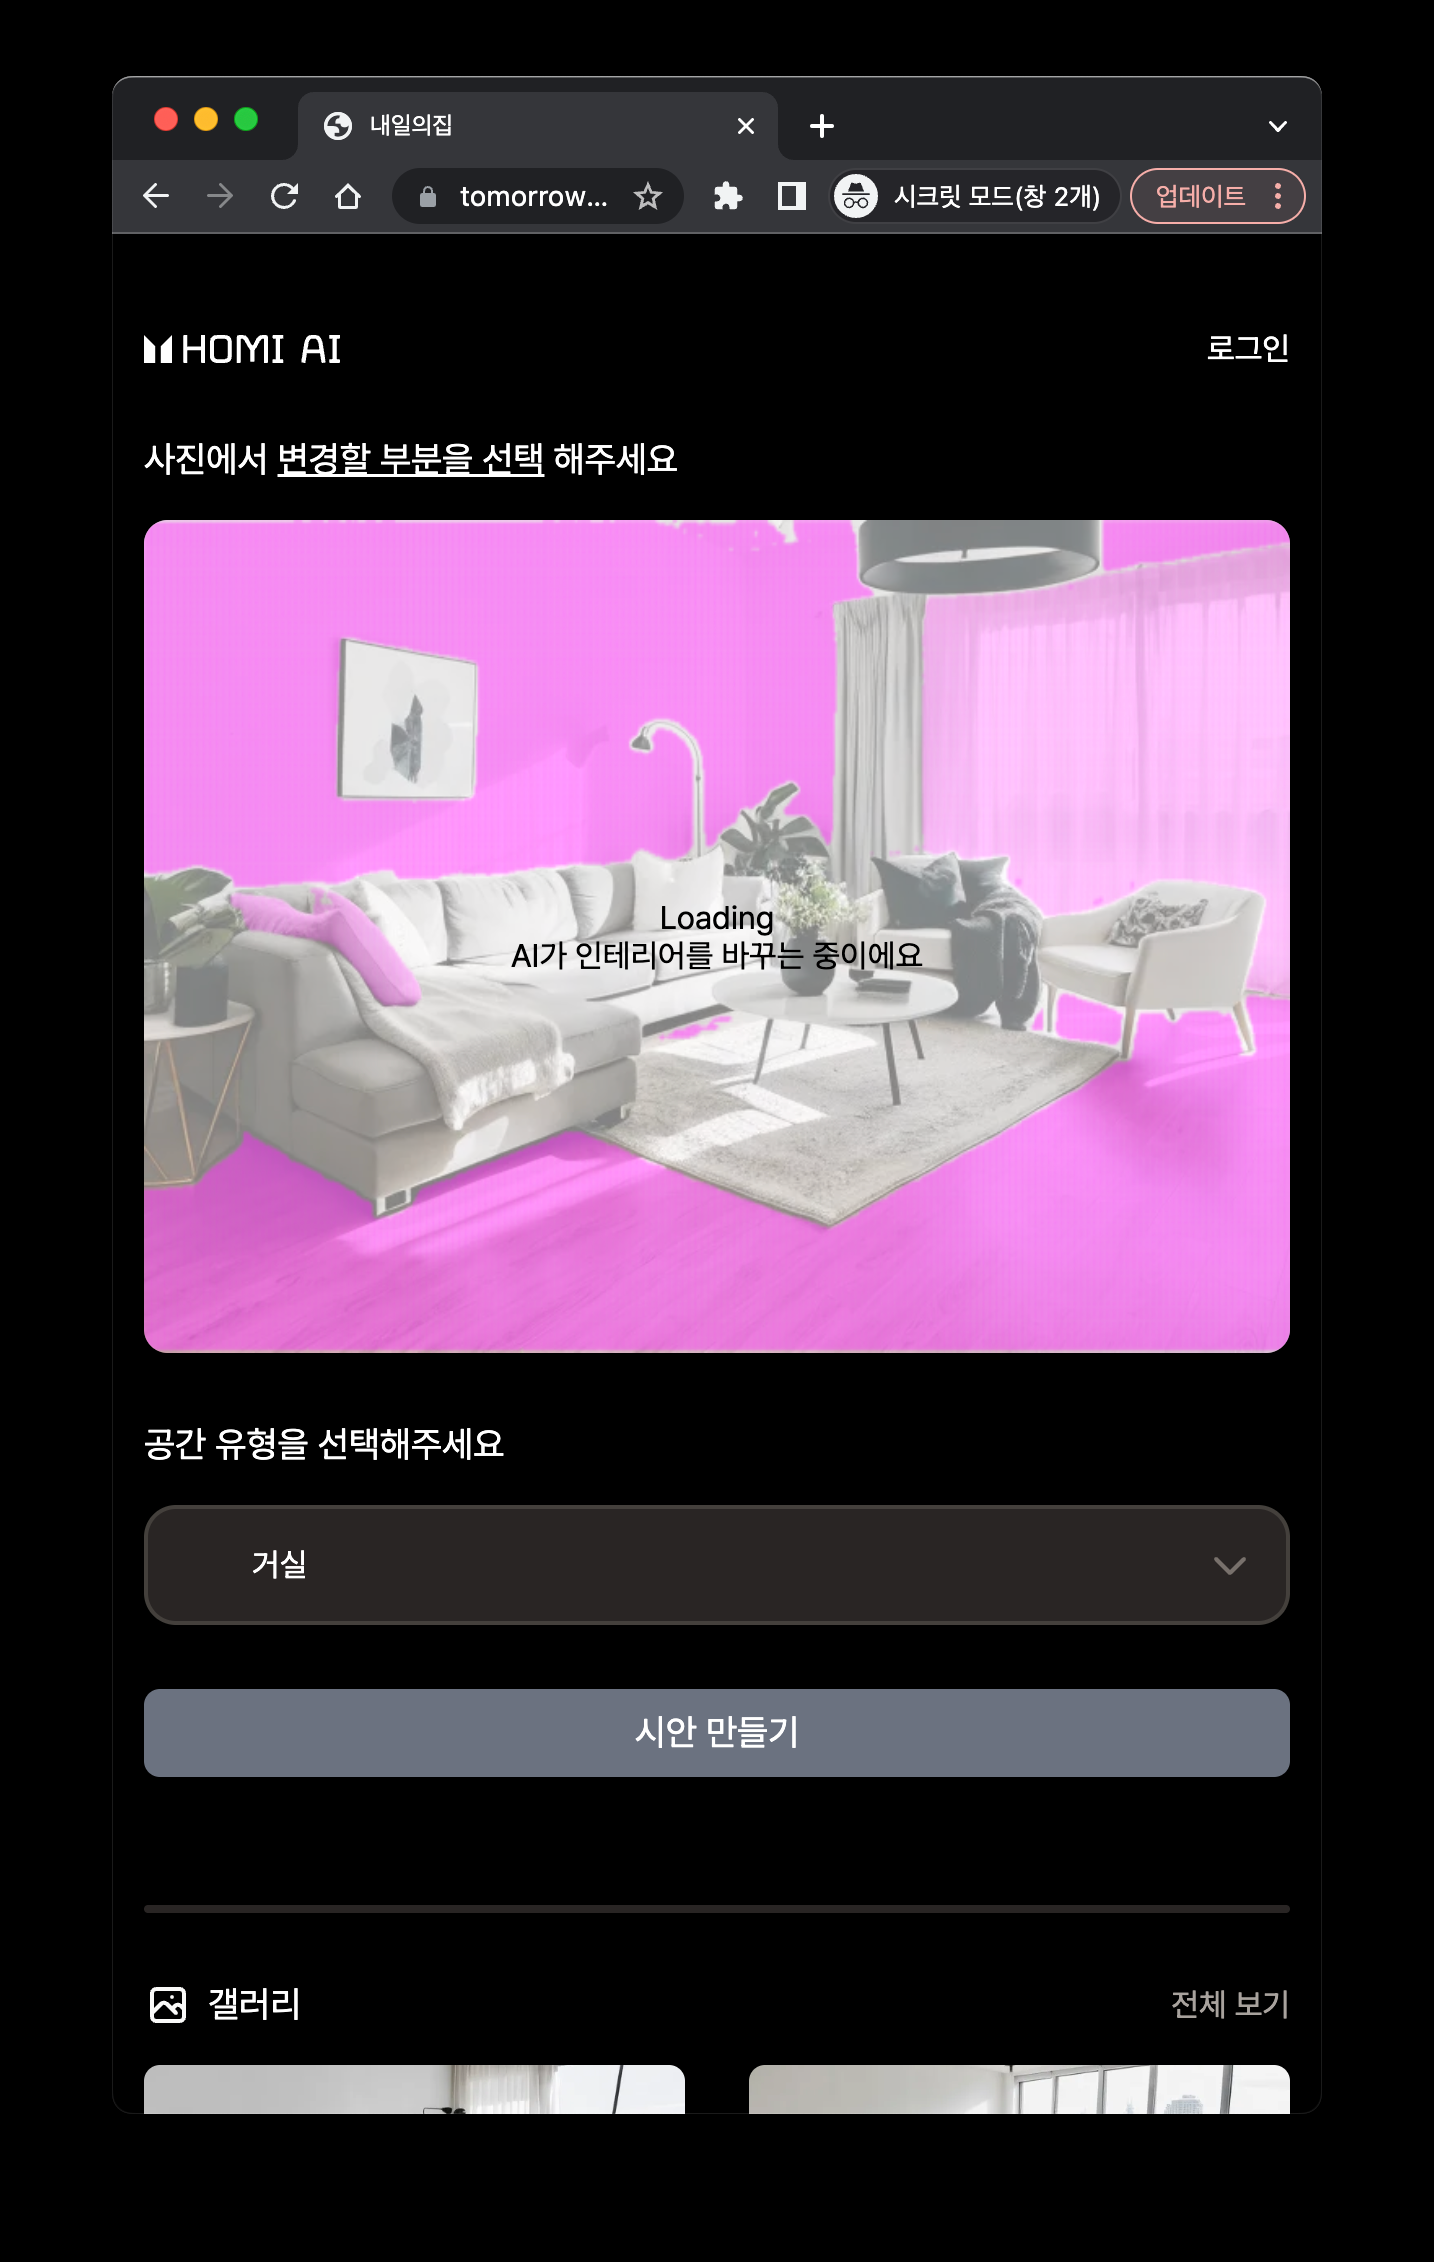 내일의집
tomorrow...
시크릿 모드(창 2개)
업데이트
HOMI AI
로그인
사진에서 변경할 부분을 선택 해주세요
Loading
AI가 인테리어를 바꾸는 중이에요
공간 유형을 선택해주세요
거실
시안 만들기
갤러리
전체 보기